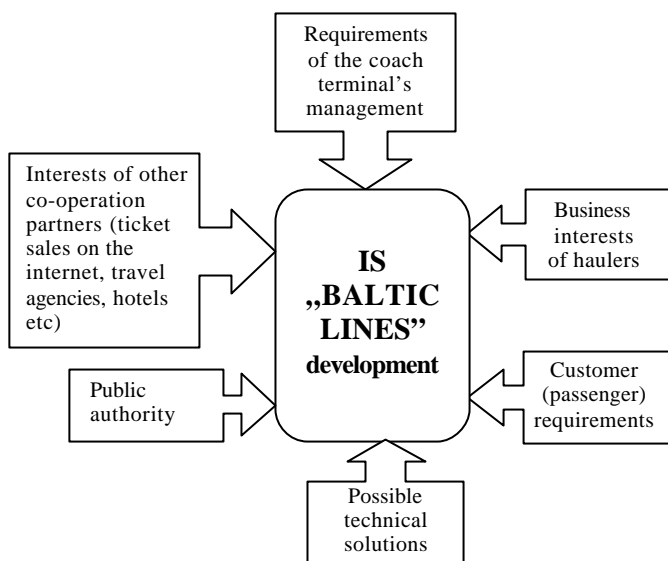 Requirements
of the coach
terminal's
management
Interests of other
co-operation
partners (ticket
sales on the
internet, travel
agencies, hotels
etc)
Business
interests
of haulers
IS
„BALTIC
LINES”
development
Public
authority
Customer
(passenger)
requirements
Possible
technical
solutions